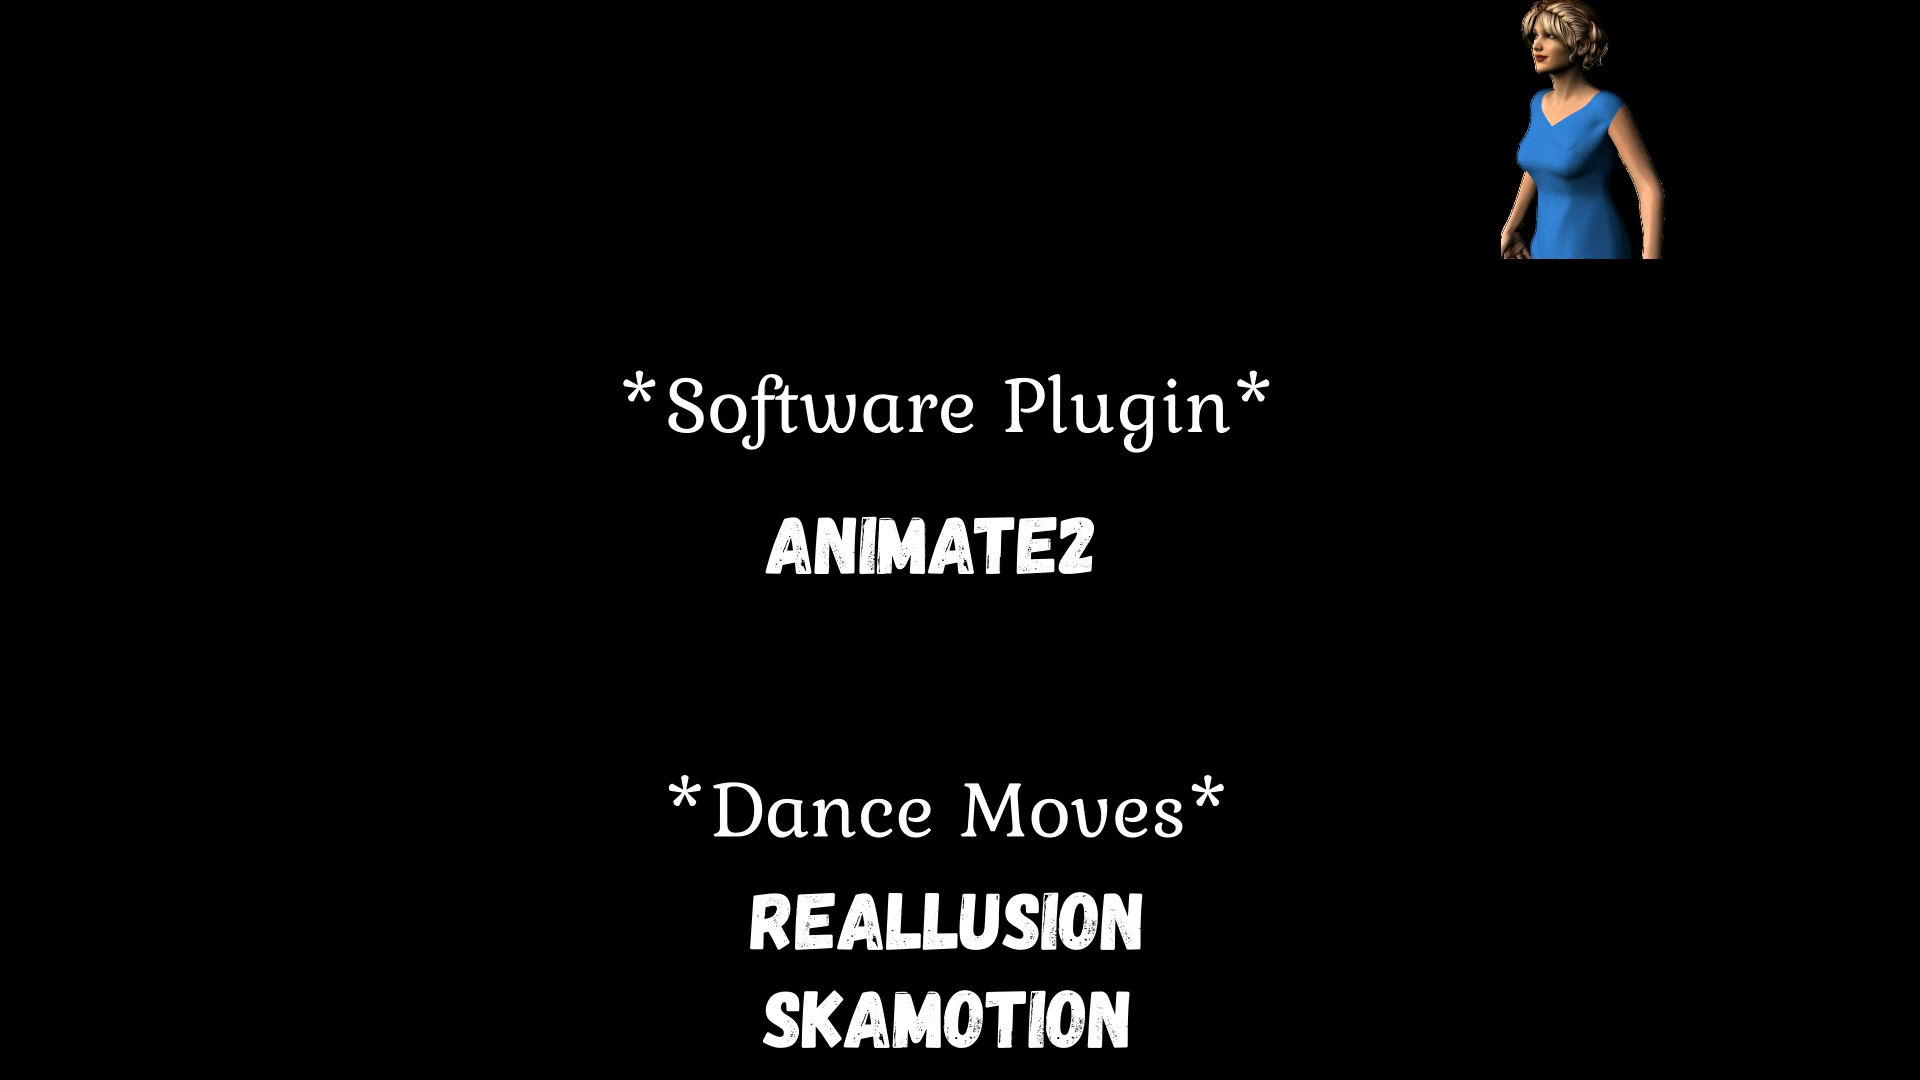 *Software Plugin*
ANIMATE2
*Dance Moves*
REALLUSION
SKAMOTION